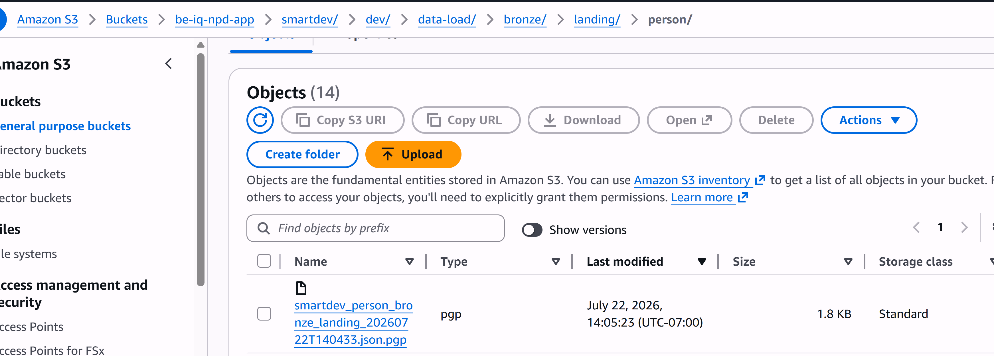 Amazon S3 > Buckets > be-iq-npd-app > smartdev/ > dev/ > data-load/ > bronze/ > landing/ > person/
mazon S3
Objects (14)
uckets
Copy S3 URI
Copy URL
Download
Open
Delete
Actions
eneral purpose buckets
irectory buckets
Create folder
Upload
able buckets
Objects are the fundamental entities stored in Amazon S3. You can use Amazon S3 inventory to get a list of all objects in your bucket.
ector buckets
others to access your objects, you'll need to explicitly grant them permissions. Learn more
iles
Find objects by prefix
Show versions
1
le systems
Name
Type
Last modified
Size
Storage class
ccess management and
ecurity
smartdev_person_bro
nze_landing_202607
22T140433.json.pgp
pgp
July 22, 2026,
14:05:23 (UTC-07:00)
1.8 KB
Standard
ccess Points
ccess Points for FSx